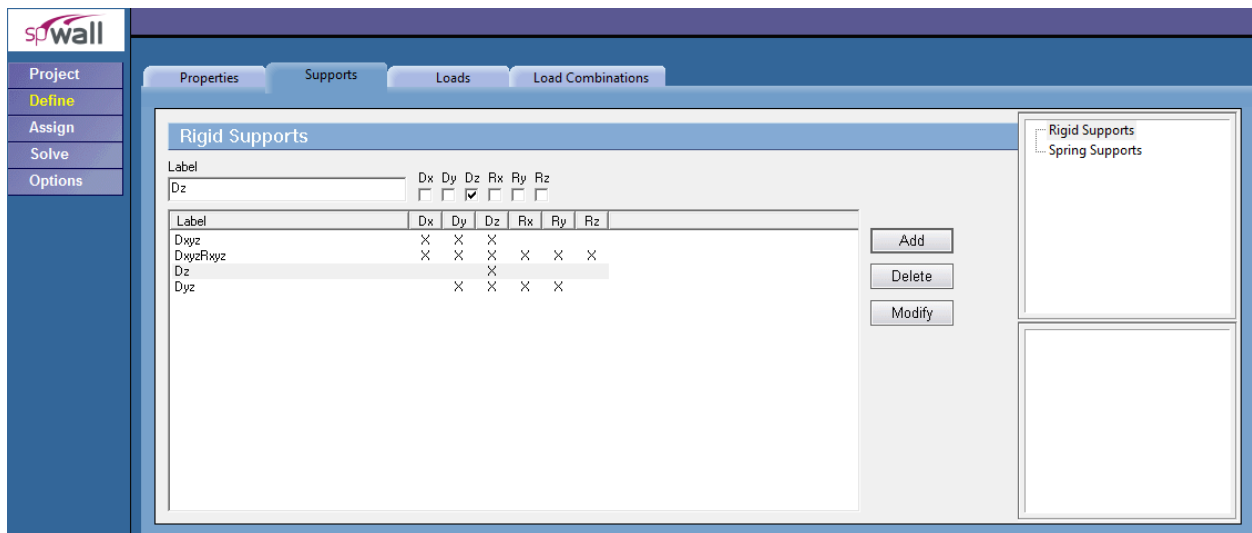 spwall
Project
Define
Assign
Solve
Options
Properties Supports Loads Load Combinations
Rigid Supports
Label
Dx Dy Dz Rx Ry Rz
Dz
Label Dx Dy Dz Rx Ry Rz
Dxyz X X X
DxyzRxyz X X X X X X
Dz X
Dyz X X X X
Add
Delete
Modify
Rigid Supports
Spring Supports